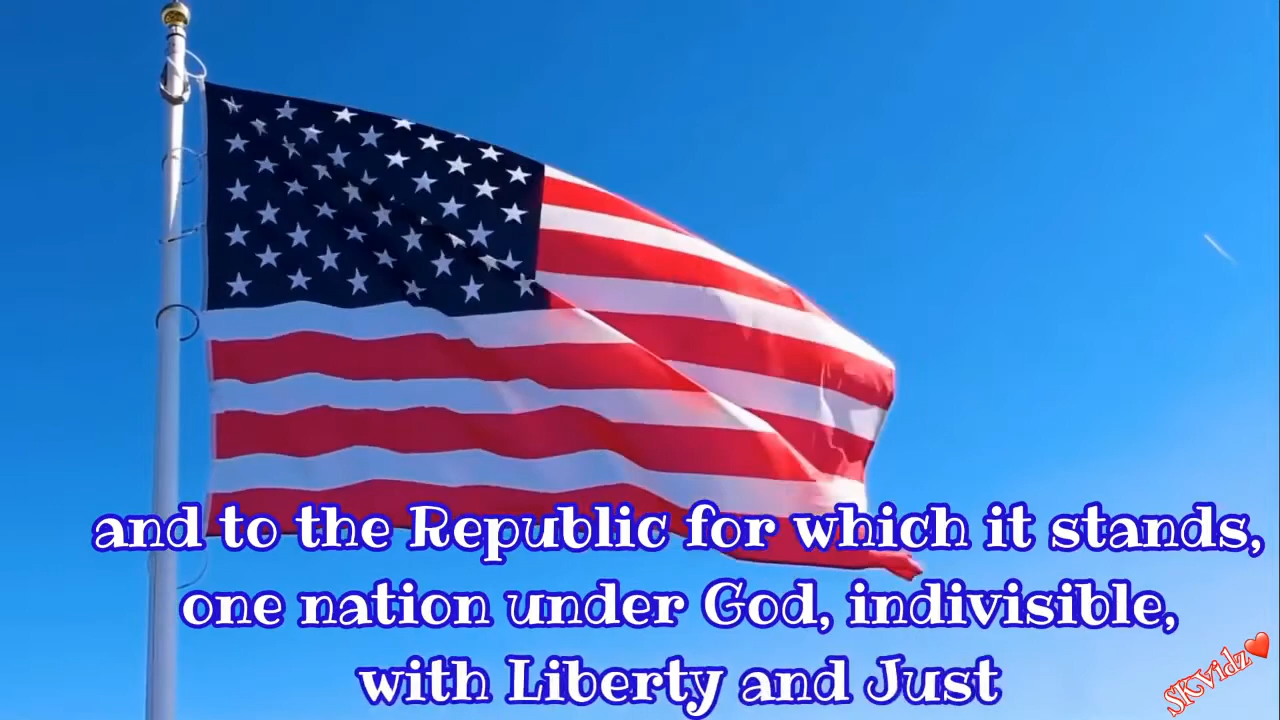 and to the Republic for which it stands,
one nation under God, indivisible,
with Liberty and Just
SKVidz